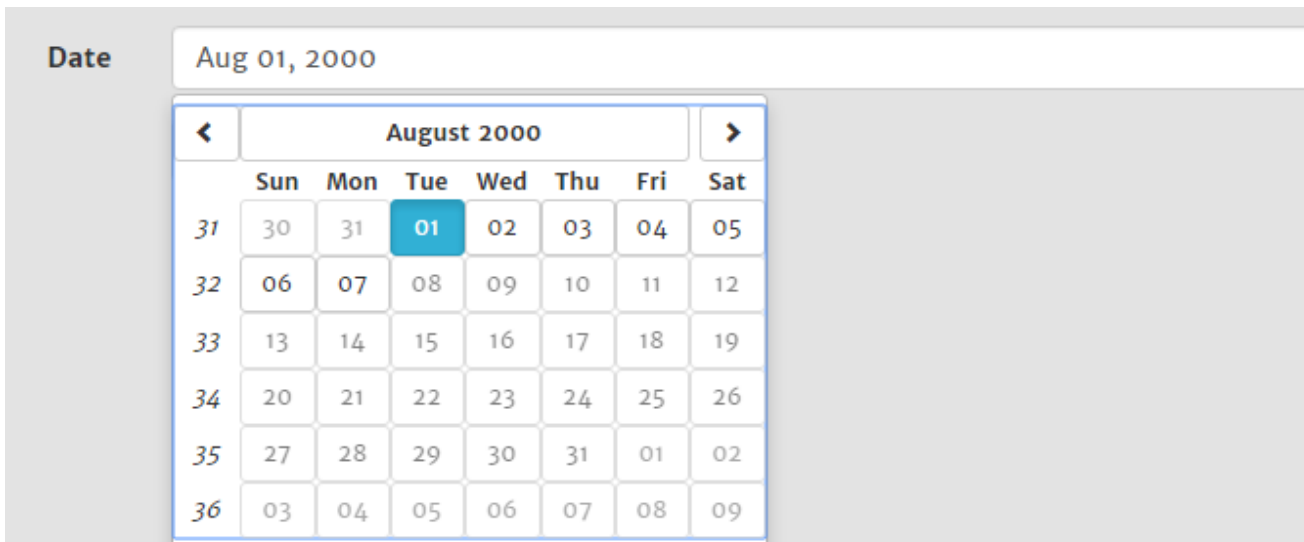 Date Aug 01, 2000
August 2000
Sun Mon Tue Wed Thu Fri Sat
31 30 31 01 02 03 04 05
32 06 07 08 09 10 11 12
33 13 14 15 16 17 18 19
34 20 21 22 23 24 25 26
35 27 28 29 30 31 01 02
36 03 04 05 06 07 08 09